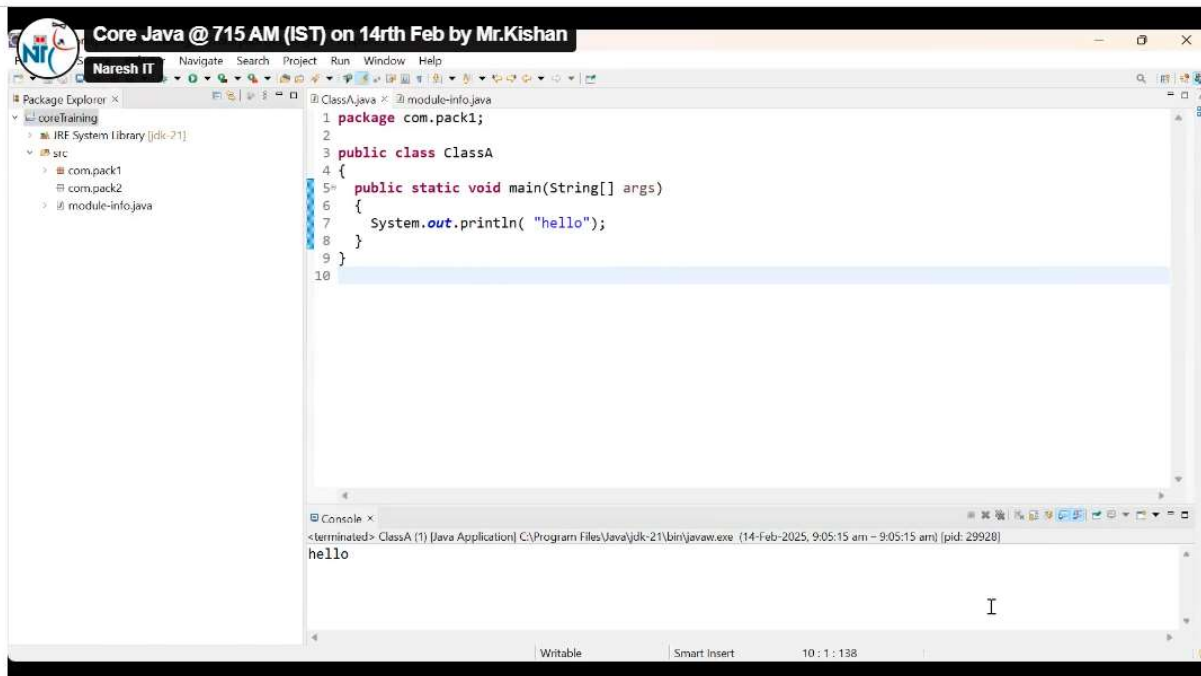 Core Java @ 715 AM (IST) on 14rth Feb by Mr.Kishan
NIT
Naresh IT
Navigate Search Project Run Window Help
Package Explorer
ClassA.java module-info.java
coreTraining
JRE System Library [jdk-21]
src
com.pack1
com.pack2
module-info.java
1 package com.pack1;
2
3 public class ClassA
4 {
5 public static void main(String[] args)
6 {
7 System.out.println( "hello");
8 }
9 }
10
Console
<terminated> ClassA (1) [Java Application] C:\Program Files\Java\jdk-21\bin\javaw.exe (14-Feb-2025, 9:05:15 am – 9:05:15 am) [pid: 29928]
hello
Writable Smart Insert 10 : 1 : 138